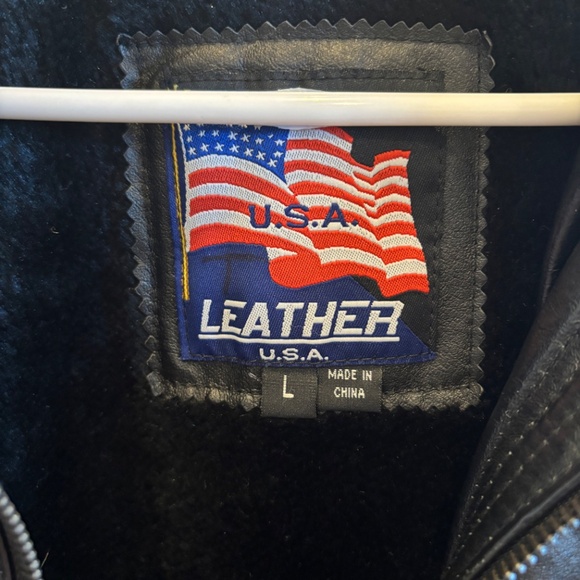 U.S.A.
LEATHER
U.S.A.
L
MADE IN
CHINA